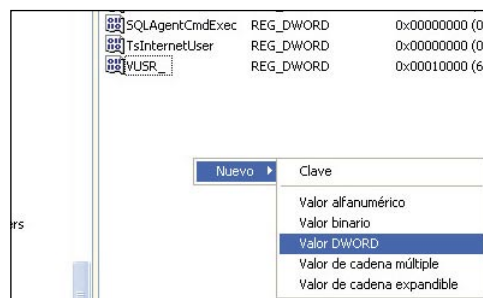 SQLAgentCmdExec REG_DWORD 0x00000000 (0
TsInternetUser REG_DWORD 0x00000000 (0
VUSR_ REG_DWORD 0x00010000 (6
Nuevo Clave
Valor alfanumérico
Valor binario
ers Valor DWORD
Valor de cadena múltiple
Valor de cadena expandible